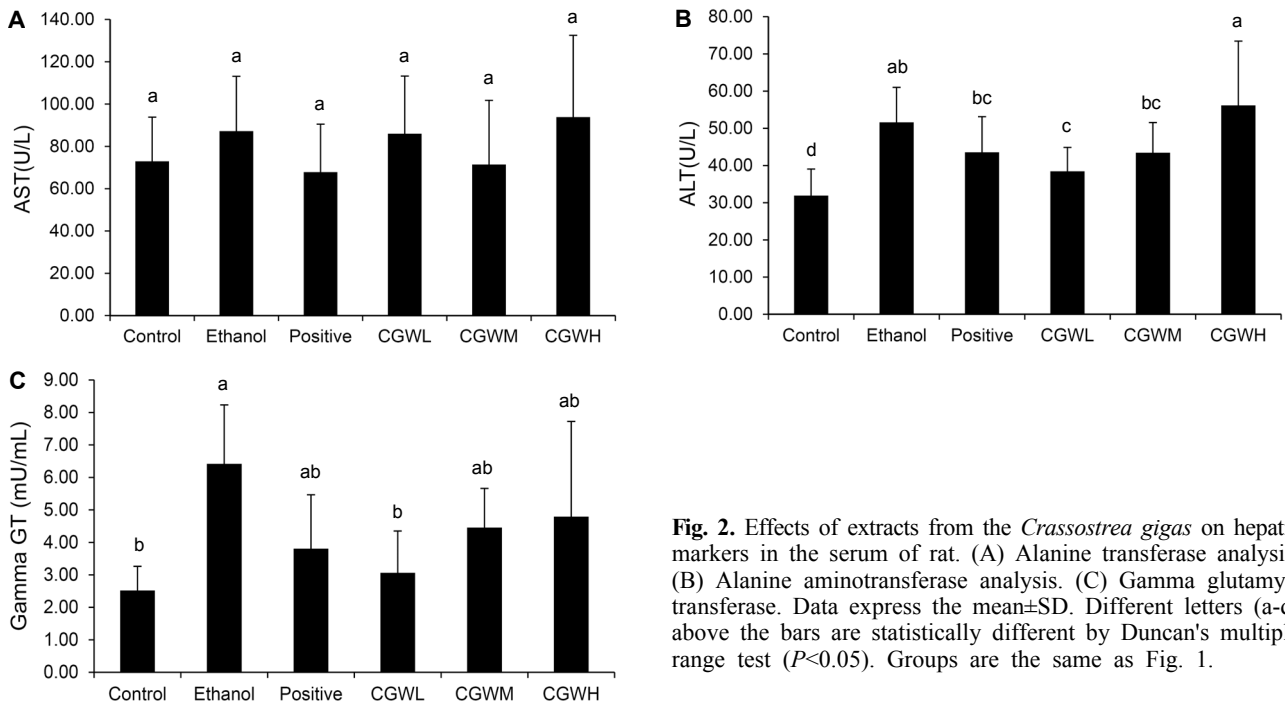 A
140.00
120.00
100.00
80.00
60.00
40.00
20.00
0.00
AST(U/L)
a a a a a a
Control Ethanol Positive CGWL CGWM CGWH
B
80.00
70.00
60.00
50.00
40.00
30.00
20.00
10.00
0.00
ALT(U/L)
d ab bc c bc a
Control Ethanol Positive CGWL CGWM CGWH
C
9.00
8.00
7.00
6.00
5.00
4.00
3.00
2.00
1.00
0.00
Gamma GT (mU/mL)
b a ab b ab ab
Control Ethanol Positive CGWL CGWM CGWH
Fig. 2. Effects of extracts from the Crassostrea gigas on
markers in the serum of rat. (A) Alanine transferase
(B) Alanine aminotransferase analysis. (C) Gamma
transferase. Data express the mean±SD. Different letters
above the bars are statistically different by Duncan's
range test (P<0.05). Groups are the same as Fig. 1.